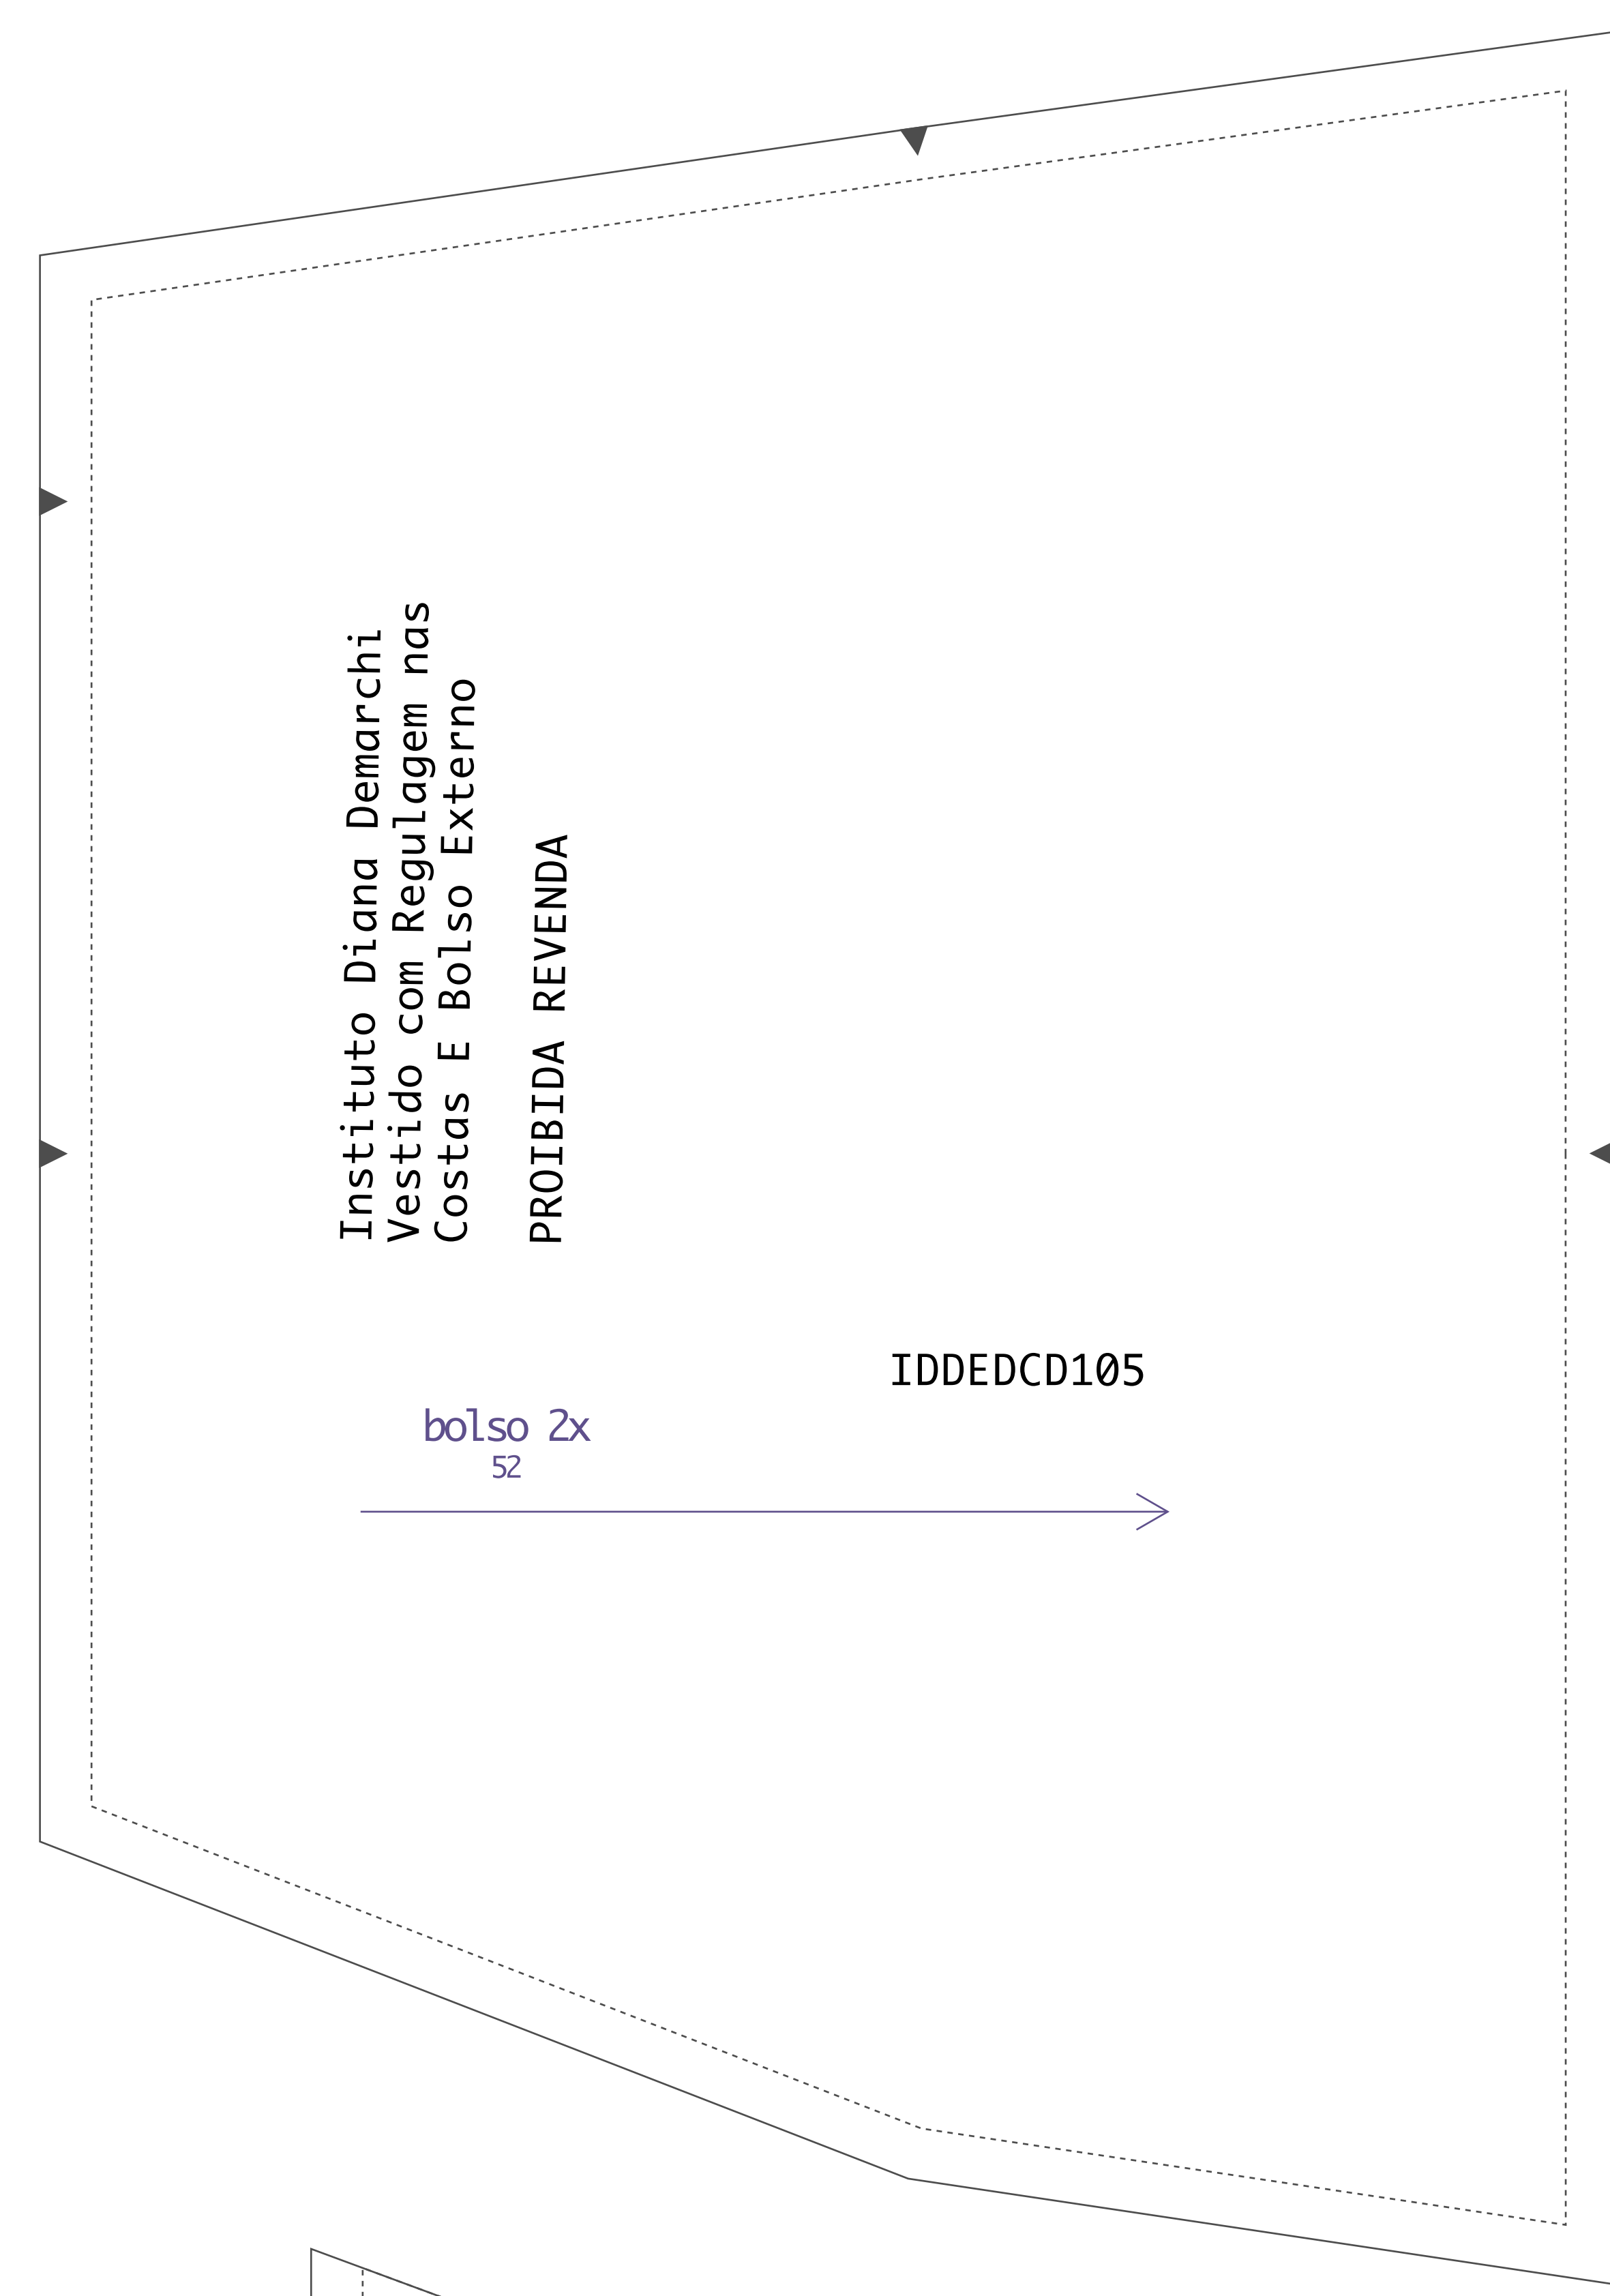 Instituto Diana Demarchi
Vestido com Regulagem nas
Costas E Bolso Externo
PROIBIDA REVENDA
IDDEDCD105
bolso 2x
52